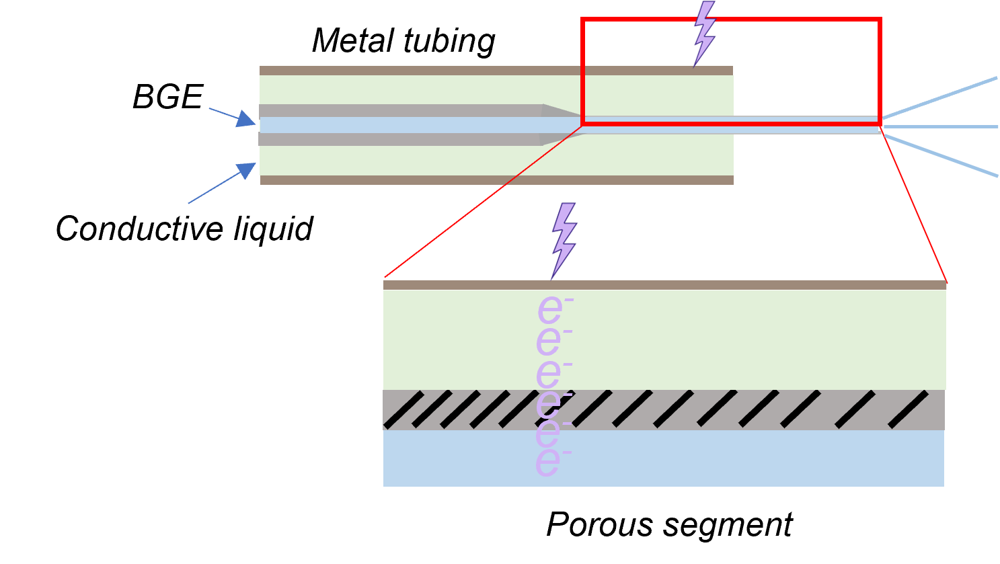 Metal tubing
BGE
Conductive liquid
e-
e-
e-
e-
e-
e-
Porous segment